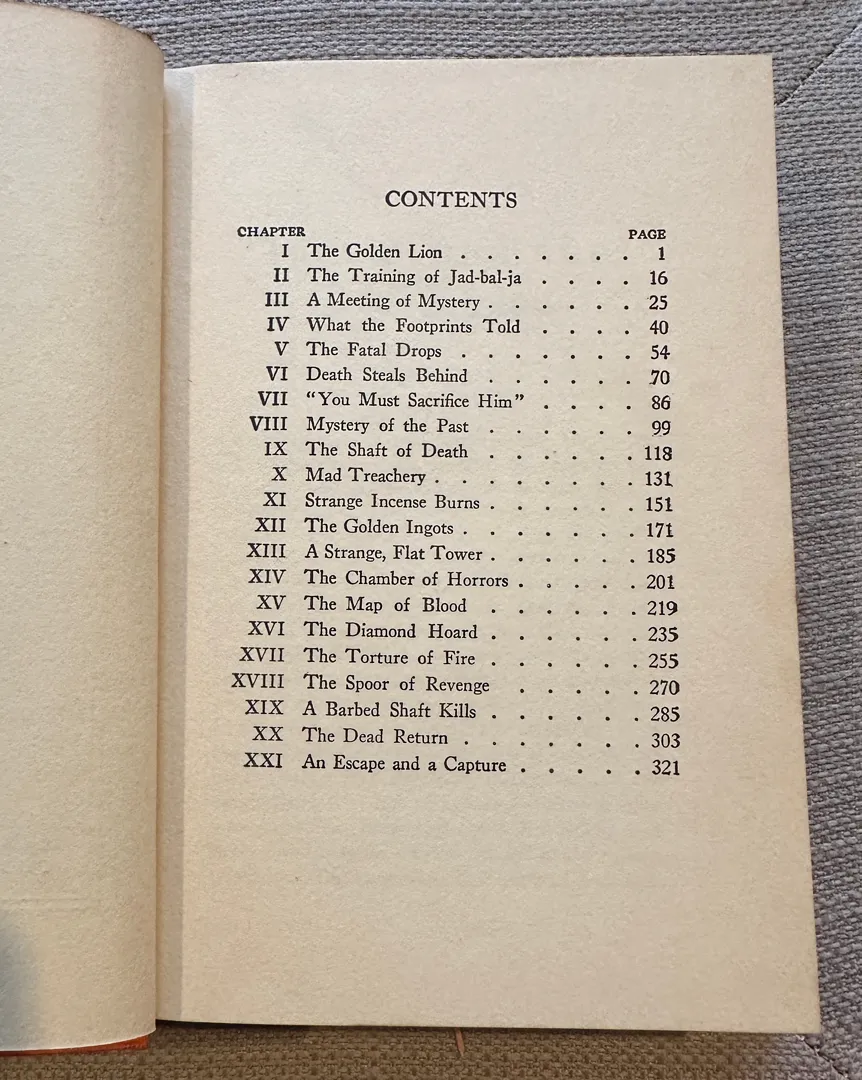 CONTENTS
CHAPTER PAGE
I The Golden Lion . . . . . . . 1
II The Training of Jad-bal-ja . . . . 16
III A Meeting of Mystery . . . . . . 25
IV What the Footprints Told . . . . 40
V The Fatal Drops . . . . . . . 54
VI Death Steals Behind . . . . . . 70
VII “You Must Sacrifice Him” . . . . 86
VIII Mystery of the Past . . . . . . 99
IX The Shaft of Death . . . . . . 118
X Mad Treachery . . . . . . . . 131
XI Strange Incense Burns . . . . . . 151
XII The Golden Ingots . . . . . . . 171
XIII A Strange, Flat Tower . . . . . . 185
XIV The Chamber of Horrors . . . . . 201
XV The Map of Blood . . . . . . 219
XVI The Diamond Hoard . . . . . . 235
XVII The Torture of Fire . . . . . . 255
XVIII The Spoor of Revenge . . . . . 270
XIX A Barbed Shaft Kills . . . . . . 285
XX The Dead Return . . . . . . . 303
XXI An Escape and a Capture . . . . . 321